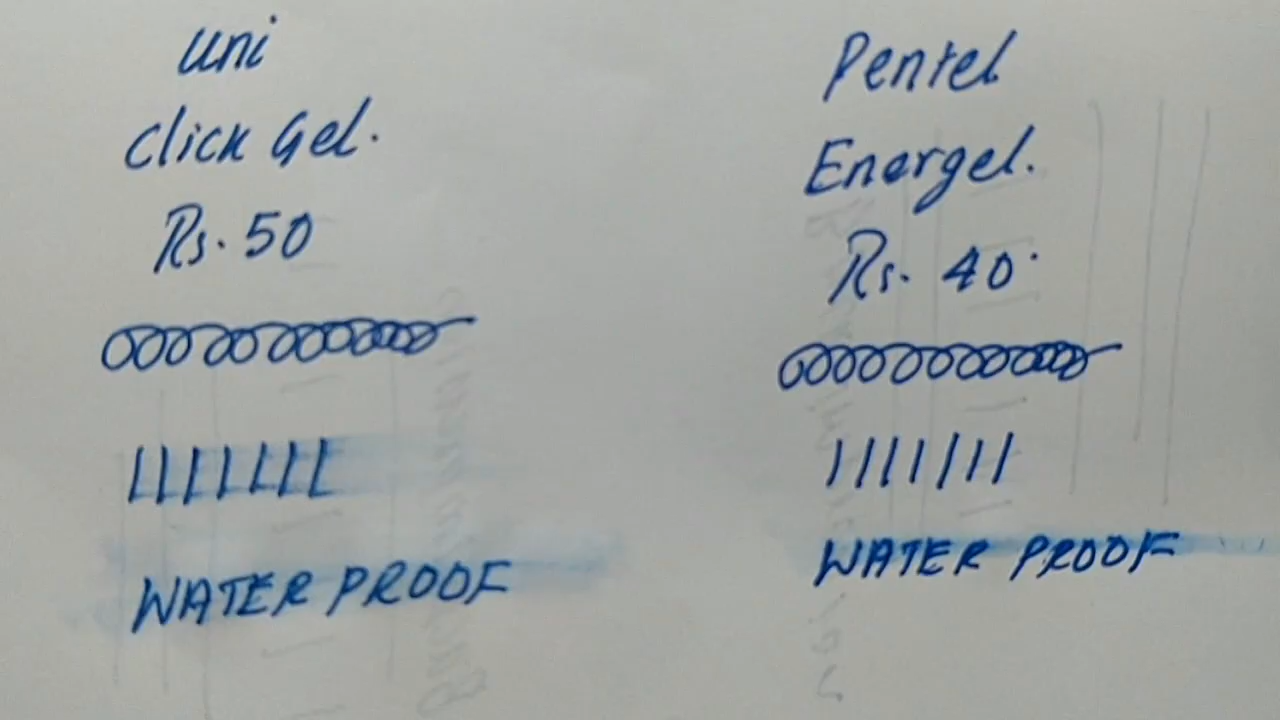 uni
Click Gel.
Rs. 50
WATER PROOF
Pentel
Energel.
Rs. 40.
WATER PROOF